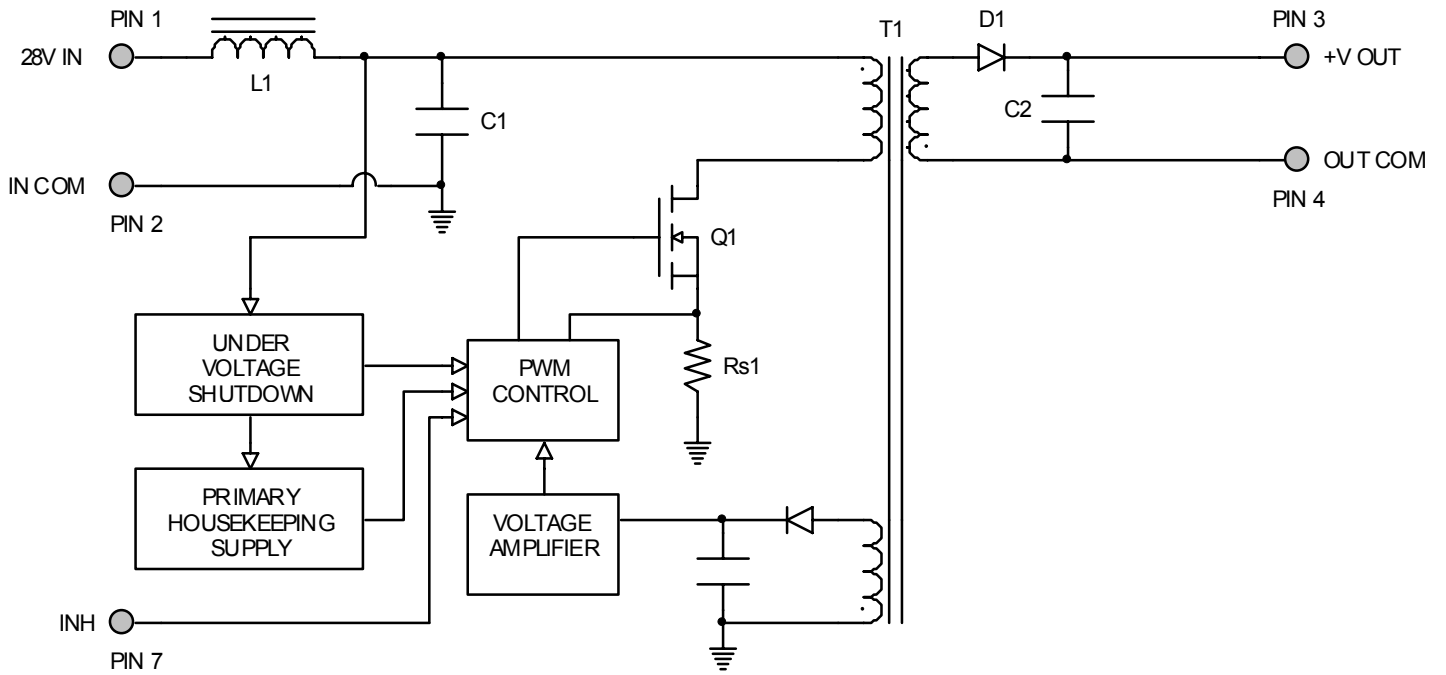 PIN 1
28V IN
L1
C1
IN COM
PIN 2
T1
D1
PIN 3
+V OUT
C2
OUT COM
PIN 4
Q1
UNDER
VOLTAGE
SHUTDOWN
PWM
CONTROL
Rs1
PRIMARY
HOUSEKEEPING
SUPPLY
VOLTAGE
AMPLIFIER
INH
PIN 7